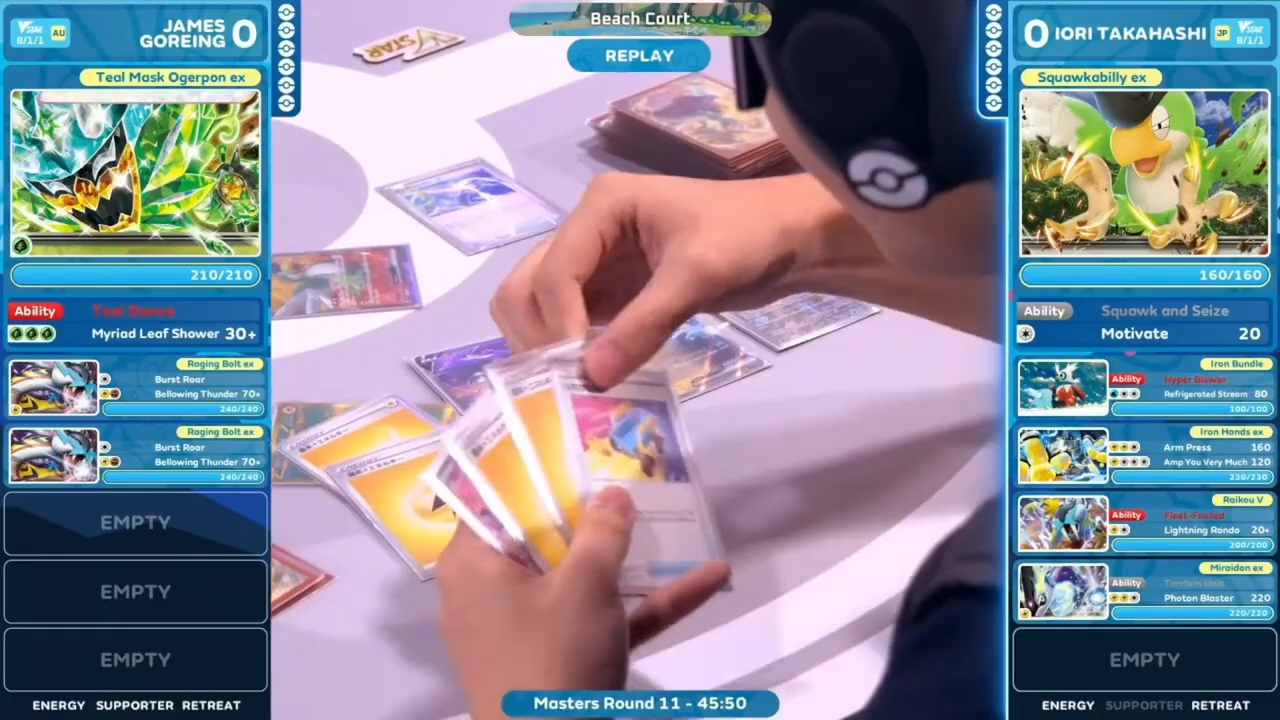 VSTAR
8/1/1
AU
JAMES
GOREING
0
Teal Mask Ogerpon ex
210/210
Ability
Teal Dance
Myriad Leaf Shower 30+
Raging Bolt ex
Burst Roar
Bellowing Thunder 70×
240/240
Raging Bolt ex
Burst Roar
Bellowing Thunder 70×
240/240
EMPTY
EMPTY
EMPTY
ENERGY SUPPORTER RETREAT
Beach Court
REPLAY
VSTAR
Masters Round 11 - 45:50
0
IORI TAKAHASHI
JP
VSTAR
8/1/1
Squawkabilly ex
160/160
Ability
Squawk and Seize
Motivate 20
Iron Bundle
Ability
Hyper Blower
Refrigerated Stream 80
100/100
Iron Hands ex
Arm Press 160
Amp You Very Much 120
230/230
Raikou V
Ability
Fleet-Footed
Lightning Rondo 20+
200/200
Miraidon ex
Ability
Tandem Unit
Photon Blaster 220
220/220
EMPTY
ENERGY SUPPORTER RETREAT